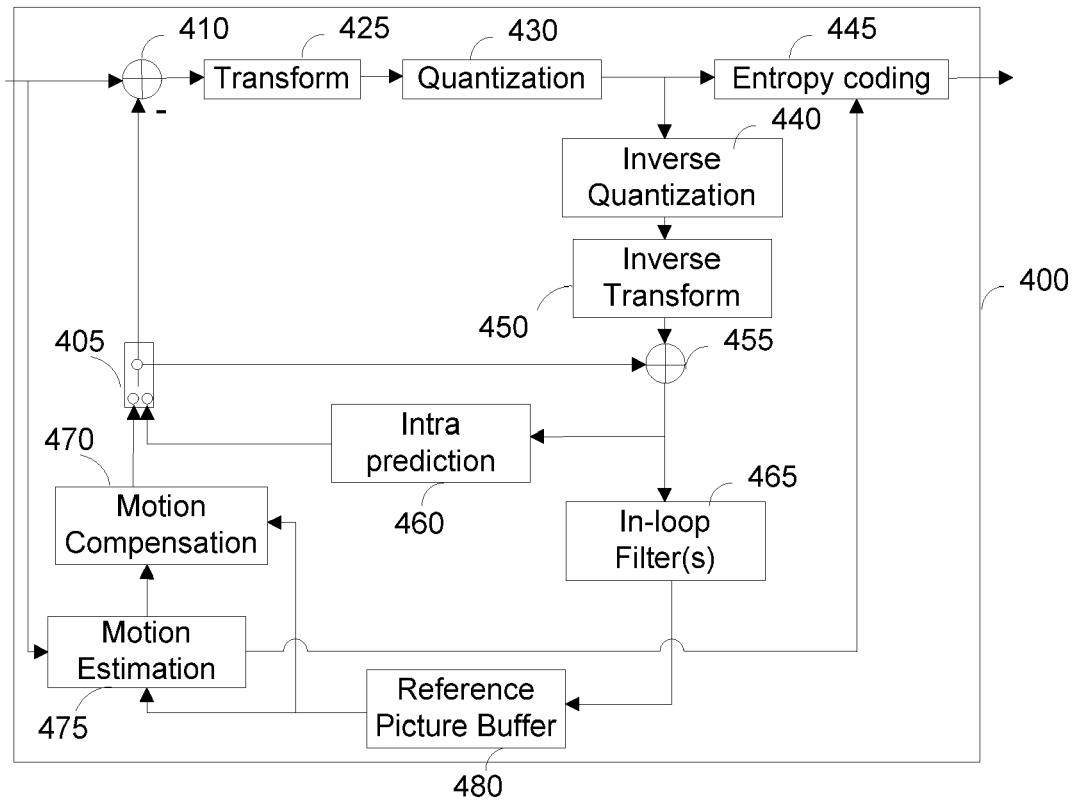 410
425
430
445
Transform
Quantization
Entropy coding
-
440
Inverse
Quantization
Inverse
Transform
450
400
405
455
Intra
prediction
460
470
Motion
Compensation
465
In-loop
Filter(s)
Motion
Estimation
475
Reference
Picture Buffer
480